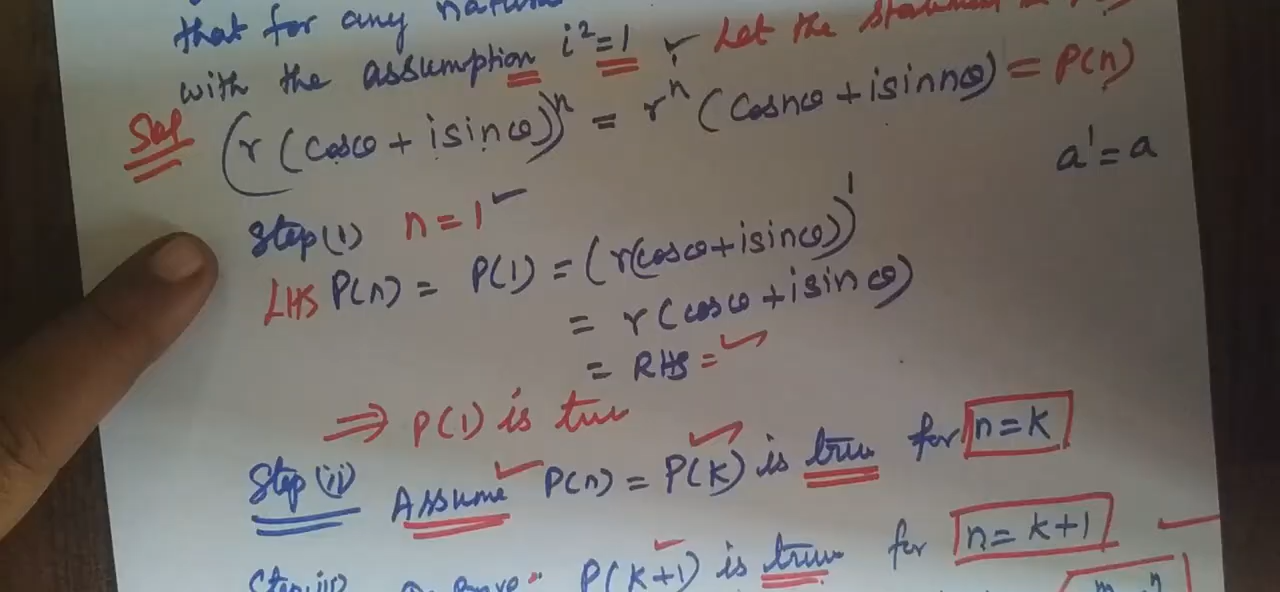 that for any
with the assumption i²=1 Let the
Sol (r(cosθ + isinθ))ⁿ = rⁿ (cosnθ + isinnθ) = P(n)
a¹ = a
Step(i) n = 1
LHS P(n) = P(1) = (r(cosθ + isinθ))¹
= r(cosθ + isinθ)
= RHS =
⇒ P(1) is true
Step(ii) Assume P(n) = P(k) is true for n = k
Step(iii) P(k+1) is true for n = k+1